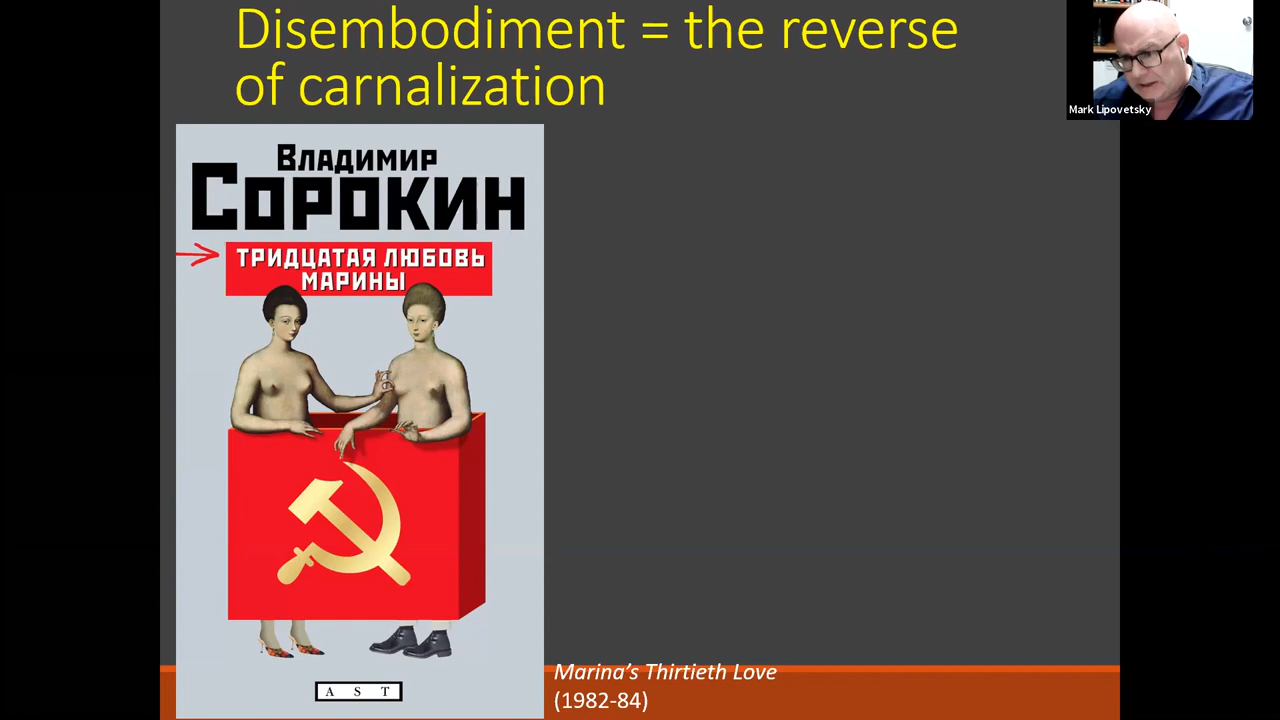 Disembodiment = the reverse
of carnalization
Mark Lipovetsky
Владимир
Сорокин
ТРИДЦАТАЯ ЛЮБОВЬ
МАРИНЫ
A S T
Marina’s Thirtieth Love
(1982-84)